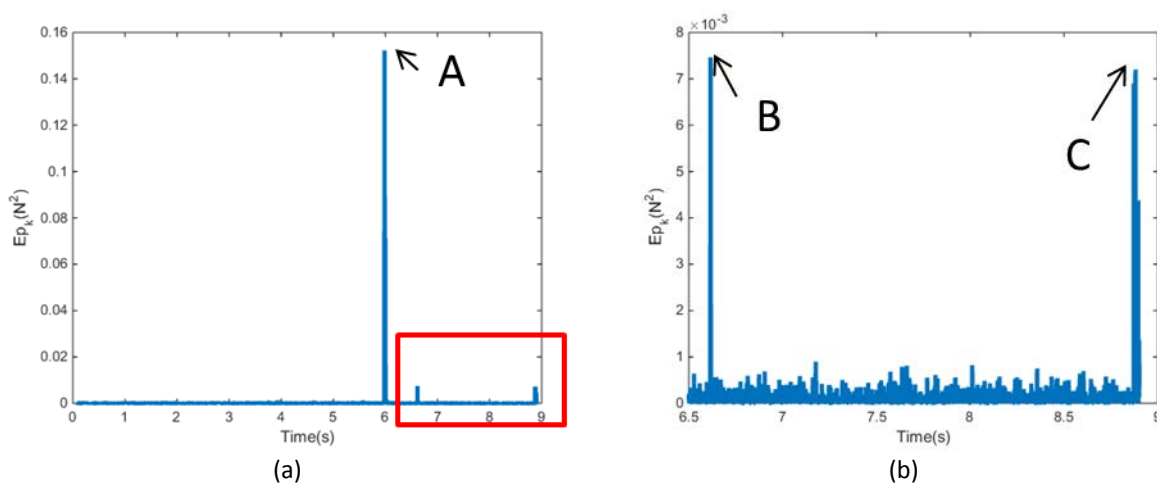 0.16
0.14
0.12
0.1
0.08
0.06
0.04
0.02
0
Ep_k(N^2)
0 1 2 3 4 5 6 7 8 9
Time(s)
A
(a)
8 ×10^-3
7
6
5
4
3
2
1
0
Ep_k(N^2)
6.5 7 7.5 8 8.5 9
Time(s)
B
C
(b)